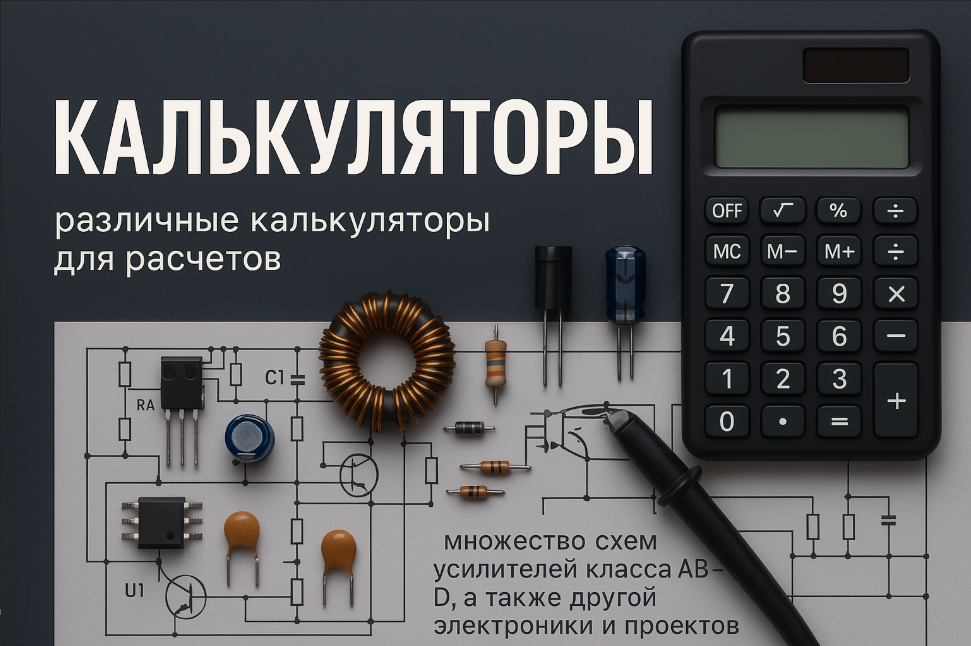 КАЛЬКУЛЯТОРЫ
различные калькуляторы
для расчетов
OFF √ % ÷
MC M− M+ ÷
7 8 9 ×
4 5 6 −
1 2 3 +
0 • =
C1
RA
U1
множество схем
усилителей класса AB-
D, а также другой
электроники и проектов